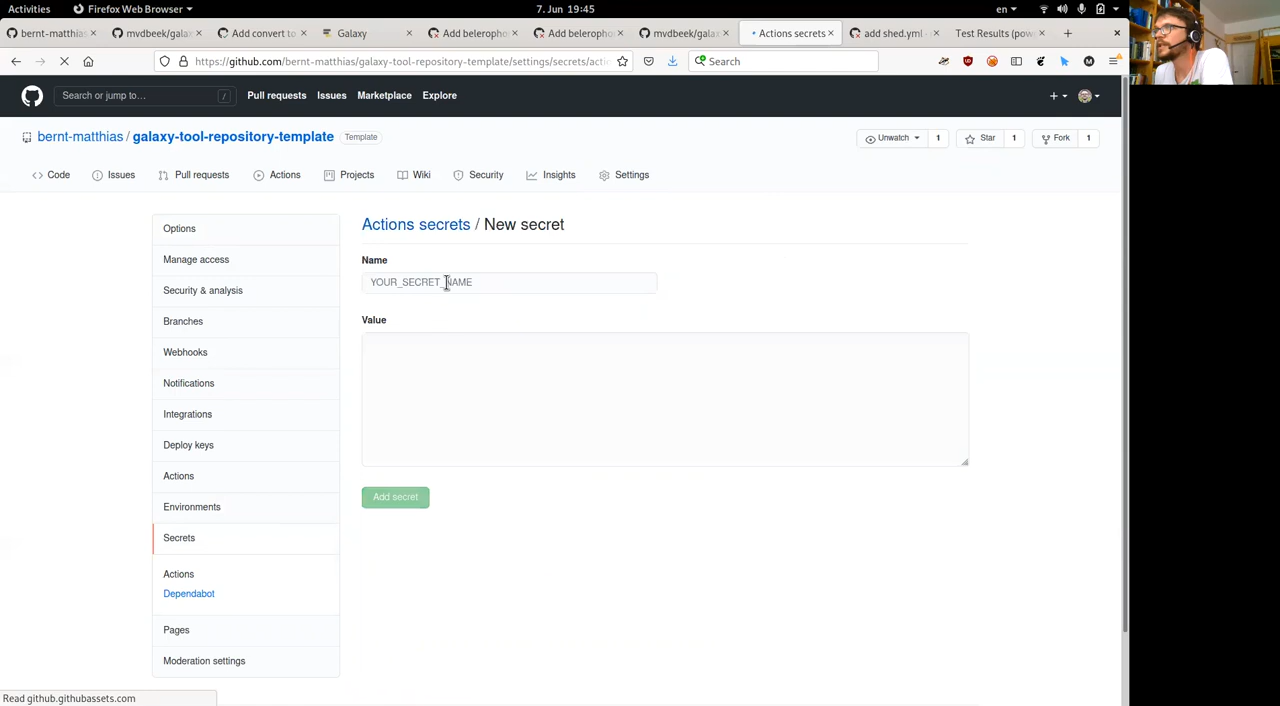 Activities Firefox Web Browser 7. Jun 19:45 en
bernt-matthias mvdbeek/gala Add convert to Galaxy Add beleroph Add beleropho mvdbeek/gala Actions secrets add shed.yml - Test Results (pow
https://github.com/bernt-matthias/galaxy-tool-repository-template/settings/secrets/actio Search
Search or jump to… / Pull requests Issues Marketplace Explore
bernt-matthias / galaxy-tool-repository-template Template Unwatch 1 Star 1 Fork 1
Code Issues Pull requests Actions Projects Wiki Security Insights Settings
Options
Manage access
Security & analysis
Branches
Webhooks
Notifications
Integrations
Deploy keys
Actions
Environments
Secrets
Actions
Dependabot
Pages
Moderation settings
Actions secrets / New secret
Name
YOUR_SECRET_NAME
Value
Add secret
Read github.githubassets.com